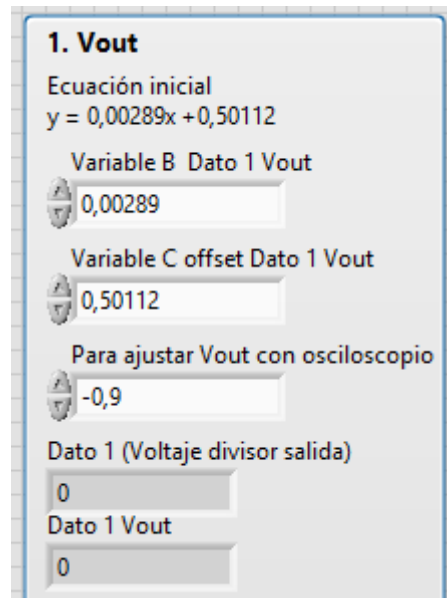 1. Vout
Ecuación inicial
y = 0,00289x +0,50112
Variable B  Dato 1 Vout
0,00289
Variable C offset Dato 1 Vout
0,50112
Para ajustar Vout con osciloscopio
-0,9
Dato 1 (Voltaje divisor salida)
0
Dato 1 Vout
0